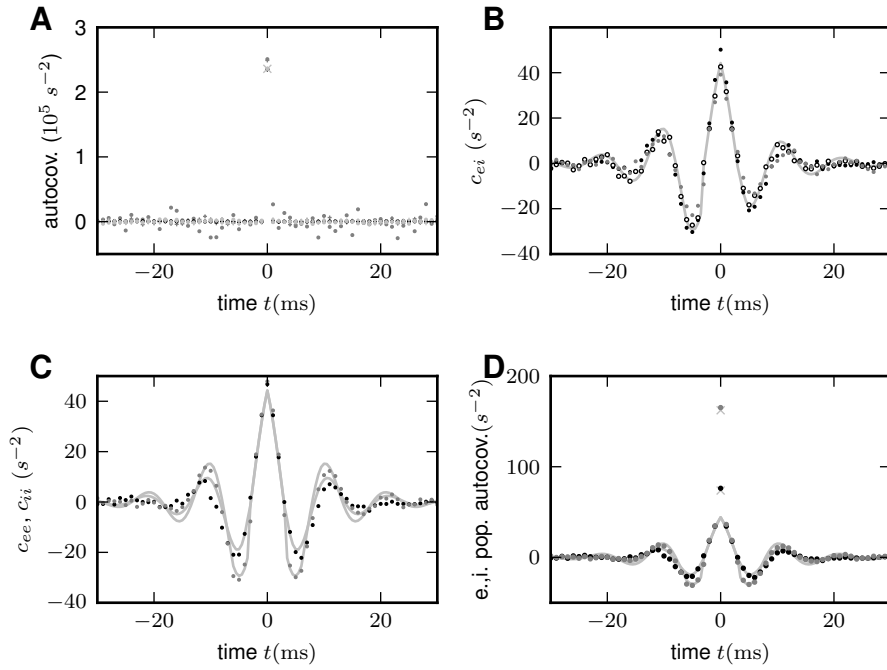 A
autocov. (10⁵ s⁻²)
3
2
1
0
−20 0 20
time t(ms)
B
c_ei (s⁻²)
40
20
0
−20
−40
−20 0 20
time t(ms)
C
c_ee, c_ii (s⁻²)
40
20
0
−20
−40
−20 0 20
time t(ms)
D
e.,i. pop. autocov.(s⁻²)
200
100
0
−20 0 20
time t(ms)